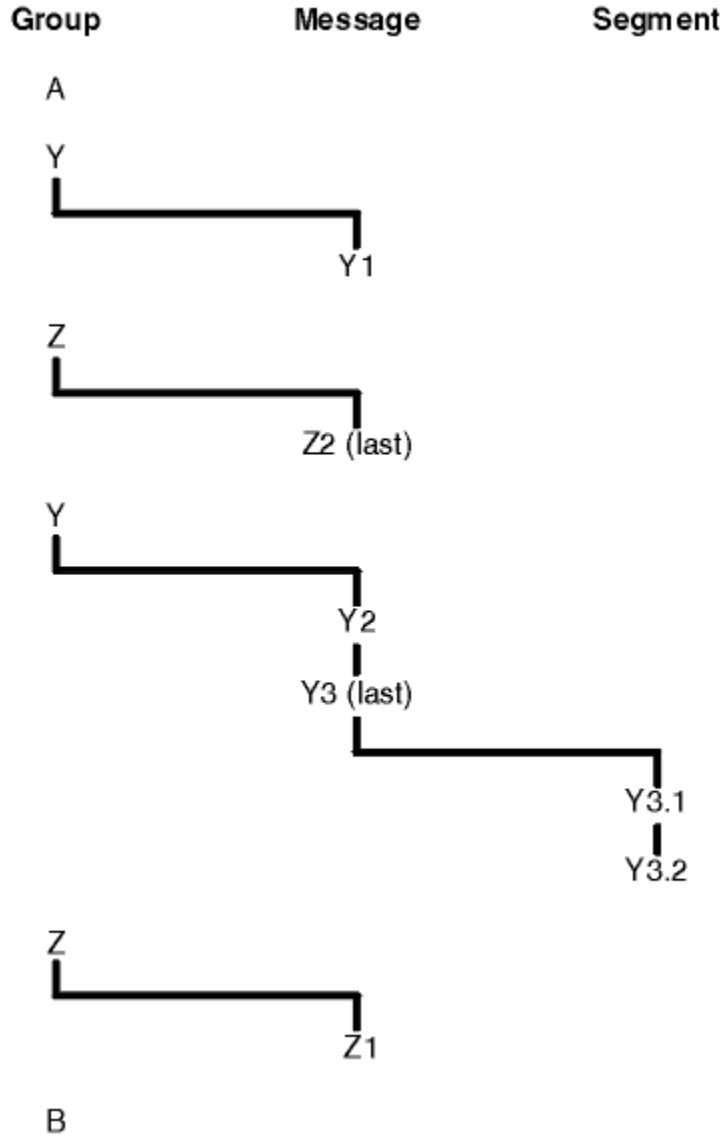 Group Message Segment
A
Y
Y1
Z
Z2 (last)
Y
Y2
Y3 (last)
Y3.1
Y3.2
Z
Z1
B